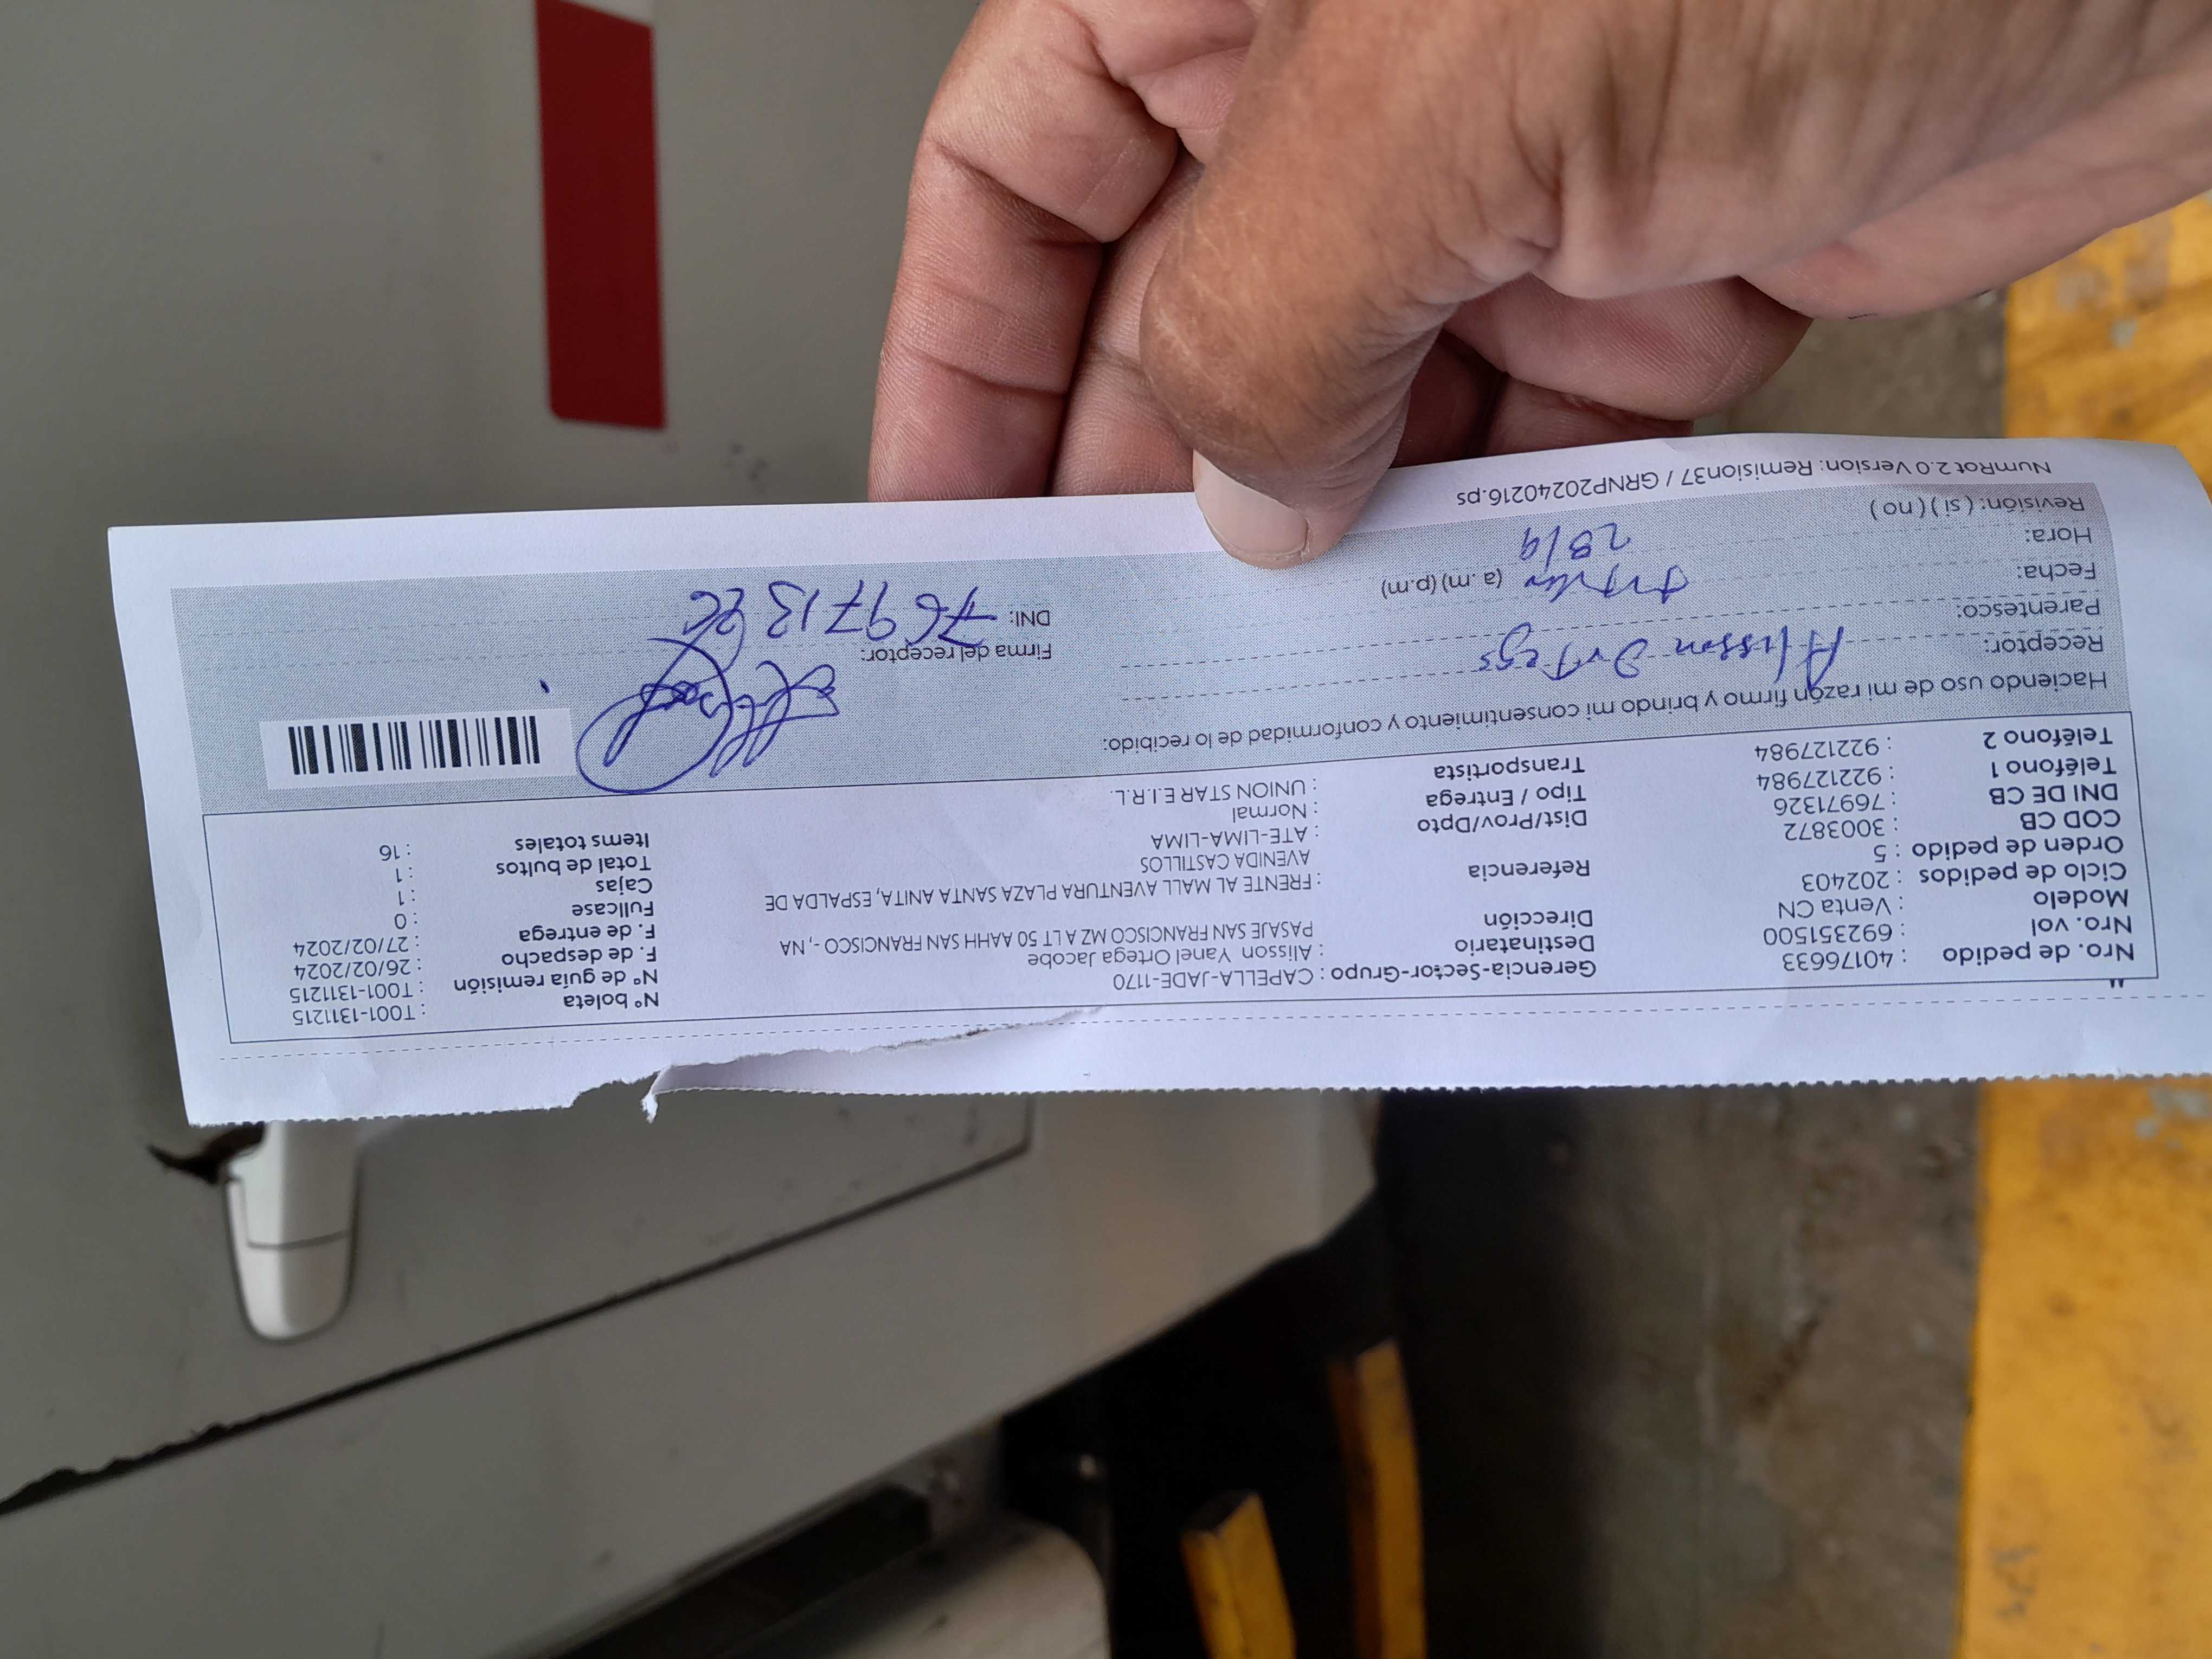 Nro. de pedido : 40176633
Nro. vol : 692351500
Modelo : Venta CN
Ciclo de pedidos : 202403
Orden de pedido : 5
COD CB : 3003872
DNI DE CB : 76971326
Teléfono 1 : 922127984
Teléfono 2 : 922127984
Gerencia-Sector-Grupo : CAPELLA-JADE-1170
Destinatario : Alisson Yanel Ortega Jacobe
Dirección PASAJE SAN FRANCISCO MZ A LT 50 AAHH SAN FRANCISCO -, NA
Referencia : FRENTE AL MALL AVENTURA PLAZA SANTA ANITA, ESPALDA DE
AVENIDA CASTILLOS
Dist/Prov/Dpto : ATE-LIMA-LIMA
Tipo / Entrega : Normal
Transportista : UNION STAR E.I.R.L.
N° boleta : T001-1311215
N° de guía remisión : T001-1311215
F. de despacho : 26/02/2024
F. de entrega : 27/02/2024
Fullcase : 0
Cajas : 1
Total de bultos : 1
Items totales : 16
Haciendo uso de mi razón firmo y brindo mi consentimiento y conformidad de lo recibido:
Receptor: Alisson Ortega
Parentesco:
Fecha: (a .m) (p.m)
Hora:
Revisión: ( si ) ( no )
Firma del receptor:
DNI: 769713
NumRot 2.0 Version: Remision37 / GRNP20240216.ps